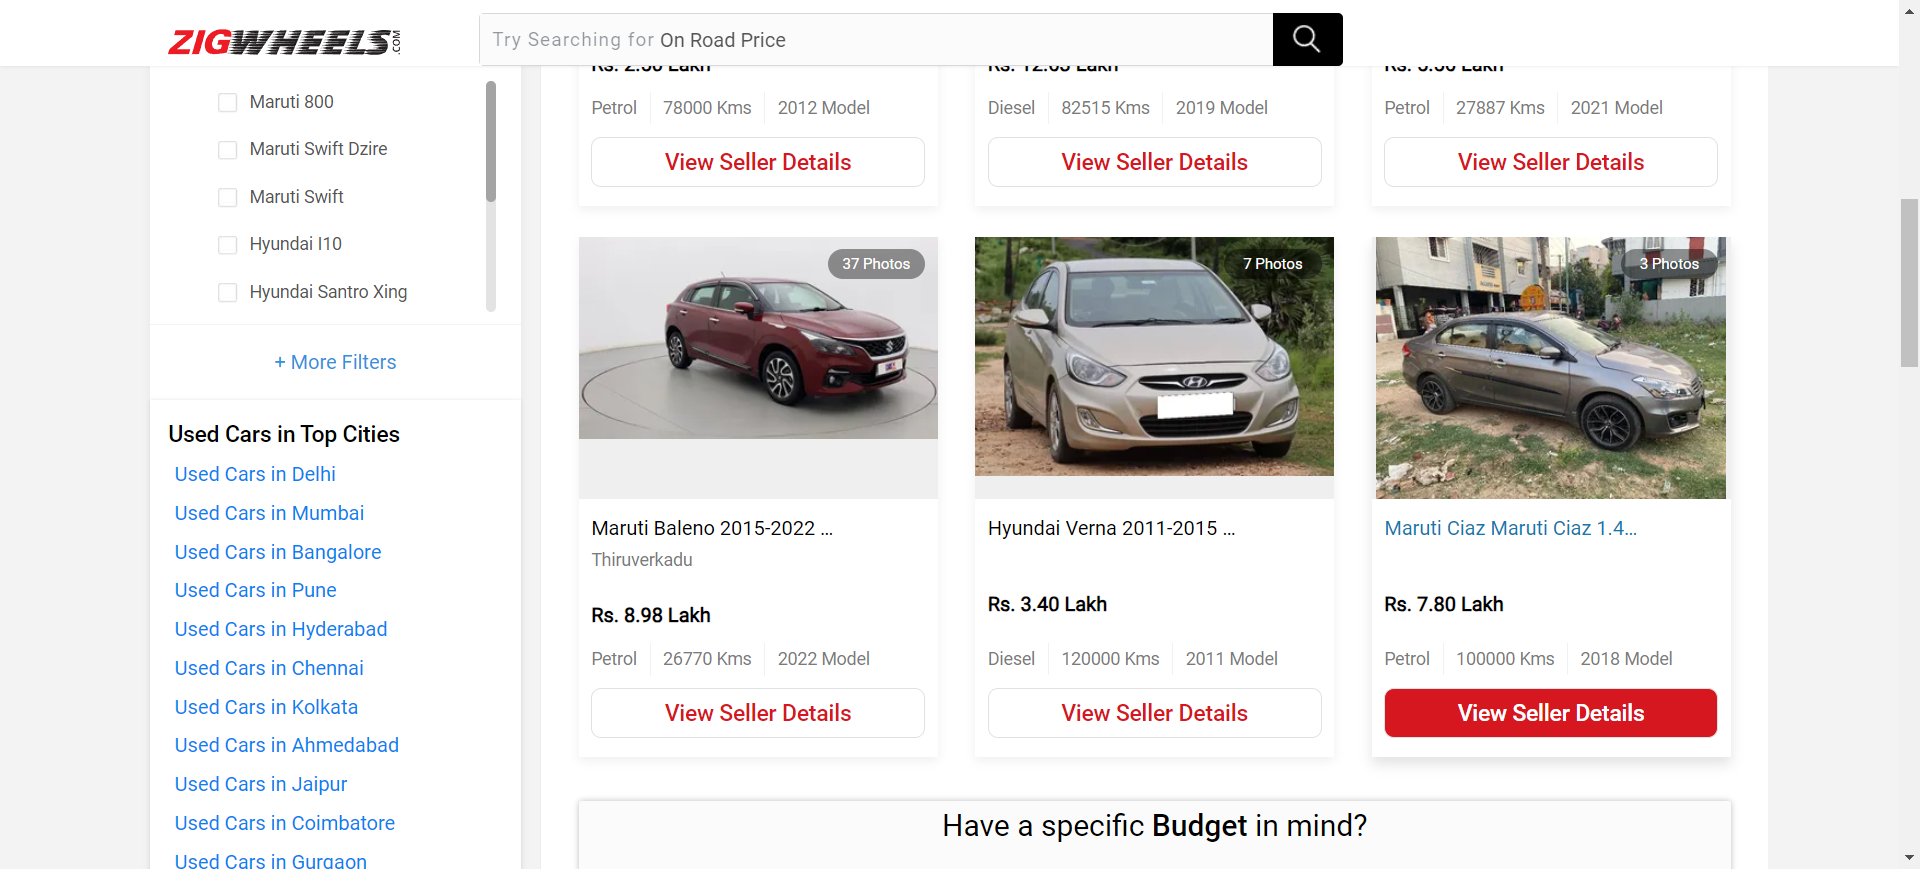 ZIGWHEELS.COM
Try Searching for On Road Price
Maruti 800
Maruti Swift Dzire
Maruti Swift
Hyundai I10
Hyundai Santro Xing
+ More Filters
Used Cars in Top Cities
Used Cars in Delhi
Used Cars in Mumbai
Used Cars in Bangalore
Used Cars in Pune
Used Cars in Hyderabad
Used Cars in Chennai
Used Cars in Kolkata
Used Cars in Ahmedabad
Used Cars in Jaipur
Used Cars in Coimbatore
Used Cars in Gurgaon
Petrol 78000 Kms 2012 Model
View Seller Details
Diesel 82515 Kms 2019 Model
View Seller Details
Petrol 27887 Kms 2021 Model
View Seller Details
37 Photos
Maruti Baleno 2015-2022 ...
Thiruverkadu
Rs. 8.98 Lakh
Petrol 26770 Kms 2022 Model
View Seller Details
7 Photos
Hyundai Verna 2011-2015 ...
Rs. 3.40 Lakh
Diesel 120000 Kms 2011 Model
View Seller Details
3 Photos
Maruti Ciaz Maruti Ciaz 1.4...
Rs. 7.80 Lakh
Petrol 100000 Kms 2018 Model
View Seller Details
Have a specific Budget in mind?